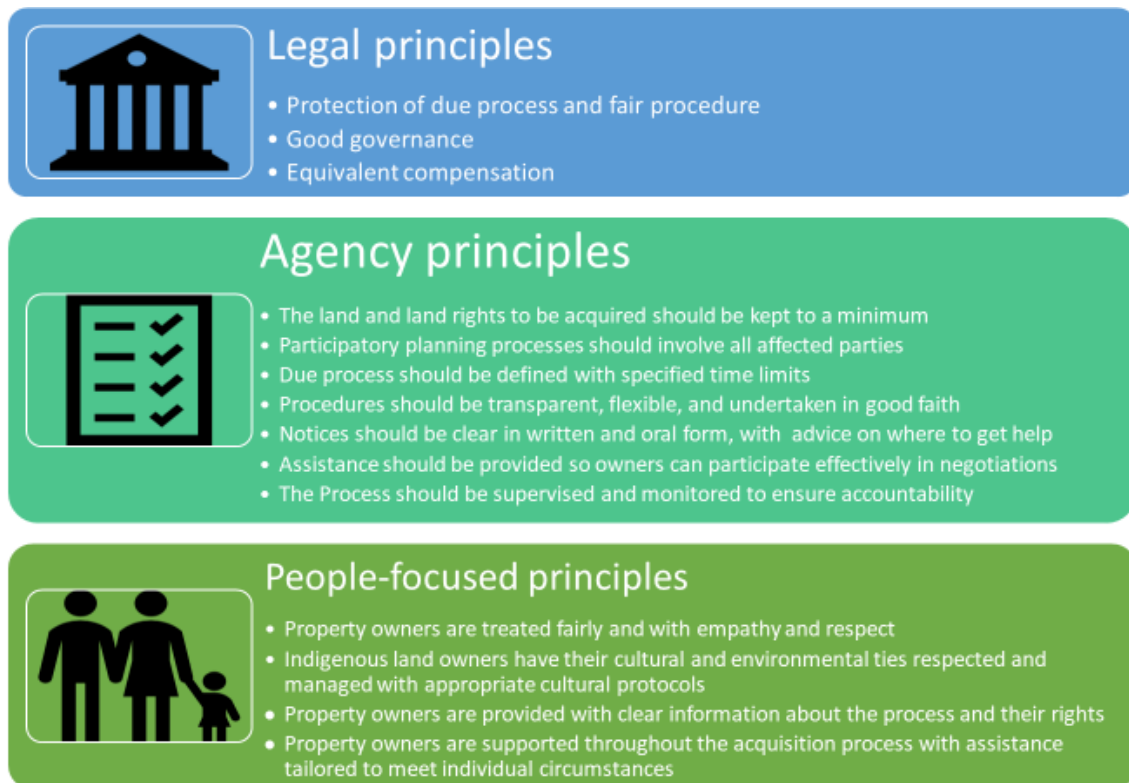 Legal principles
• Protection of due process and fair procedure
• Good governance
• Equivalent compensation
Agency principles
• The land and land rights to be acquired should be kept to a minimum
• Participatory planning processes should involve all affected parties
• Due process should be defined with specified time limits
• Procedures should be transparent, flexible, and undertaken in good faith
• Notices should be clear in written and oral form, with advice on where to get help
• Assistance should be provided so owners can participate effectively in negotiations
• The Process should be supervised and monitored to ensure accountability
People-focused principles
• Property owners are treated fairly and with empathy and respect
• Indigenous land owners have their cultural and environmental ties respected and
managed with appropriate cultural protocols
• Property owners are provided with clear information about the process and their rights
• Property owners are supported throughout the acquisition process with assistance
tailored to meet individual circumstances